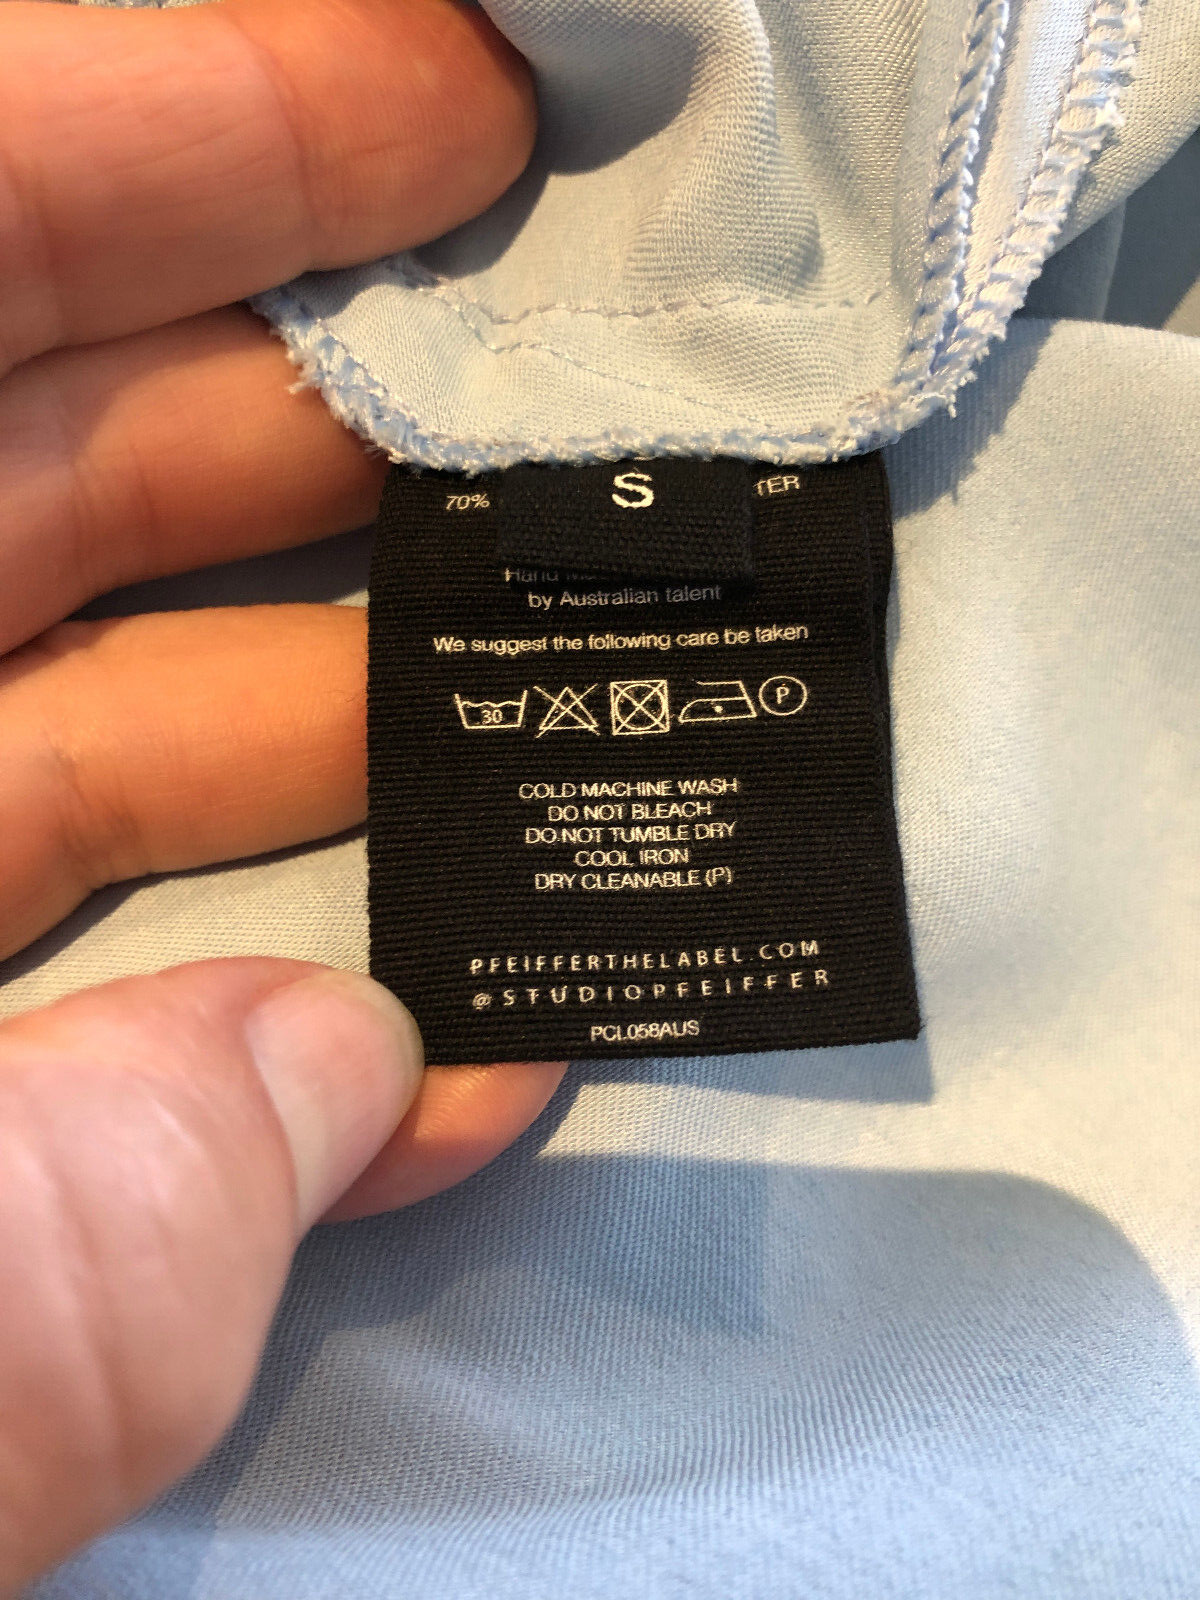 S
70%
by Australian talent
We suggest the following care be taken
30
P
COLD MACHINE WASH
DO NOT BLEACH
DO NOT TUMBLE DRY
COOL IRON
DRY CLEANABLE (P)
PFEIFFERTHELABEL.COM
@STUDIOPFEIFFER
PCL058AUS